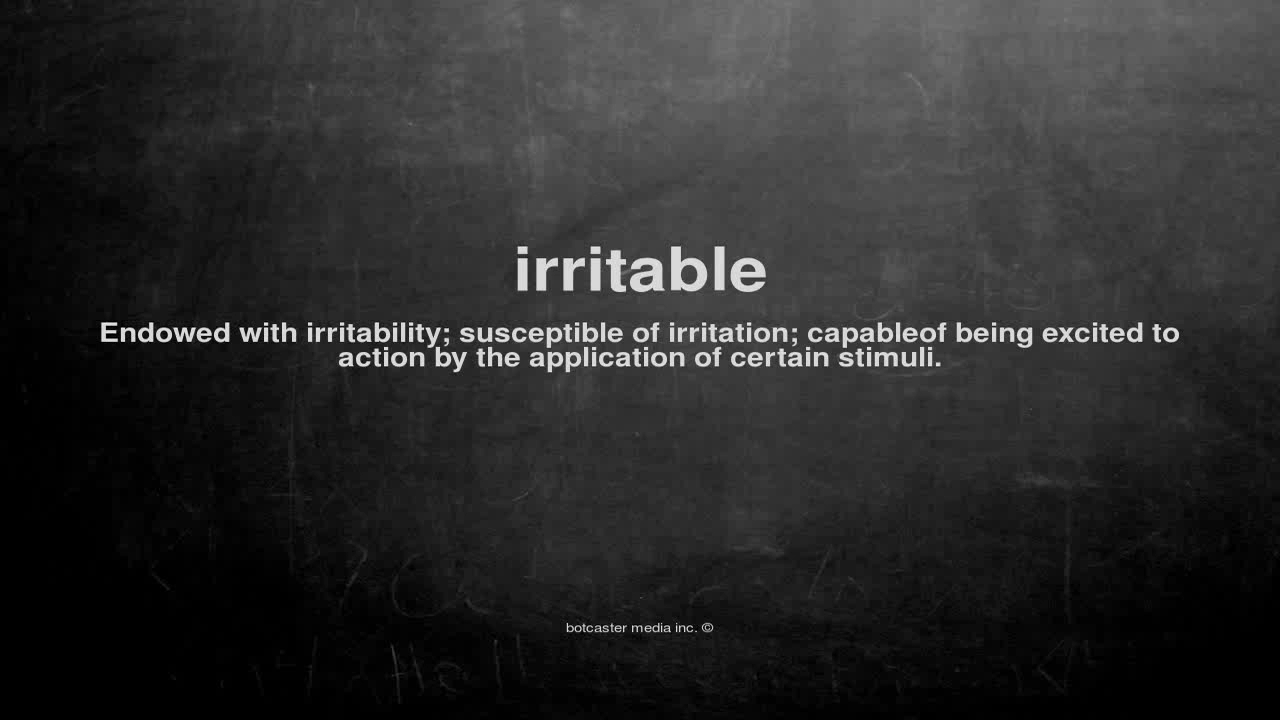 irritable
Endowed with irritability; susceptible of irritation; capableof being excited to
action by the application of certain stimuli.
botcaster media inc. ©